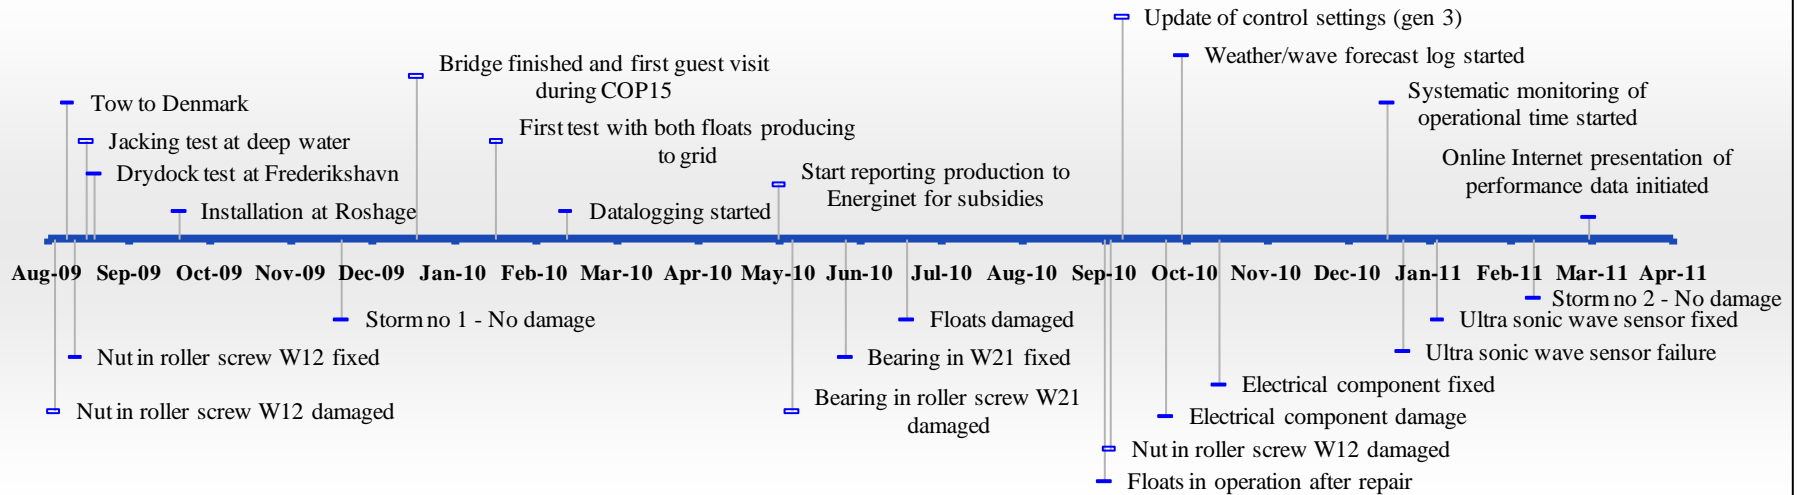 Update of control settings (gen 3)
Weather/wave forecast log started
Bridge finished and first guest visit
during COP15
Tow to Denmark
Systematic monitoring of
operational time started
Jacking test at deep water
First test with both floats producing
to grid
Drydock test at Frederikshavn
Start reporting production to
Energinet for subsidies
Online Internet presentation of
performance data initiated
Installation at Roshage
Datalogging started
Aug-09 Sep-09 Oct-09 Nov-09 Dec-09 Jan-10 Feb-10 Mar-10 Apr-10 May-10 Jun-10 Jul-10 Aug-10 Sep-10 Oct-10 Nov-10 Dec-10 Jan-11 Feb-11 Mar-11 Apr-11
Storm no 2 - No damage
Storm no 1 - No damage
Floats damaged
Ultra sonic wave sensor fixed
Nut in roller screw W12 fixed
Bearing in W21 fixed
Ultra sonic wave sensor failure
Electrical component fixed
Nut in roller screw W12 damaged
Bearing in roller screw W21
damaged
Electrical component damage
Nut in roller screw W12 damaged
Floats in operation after repair